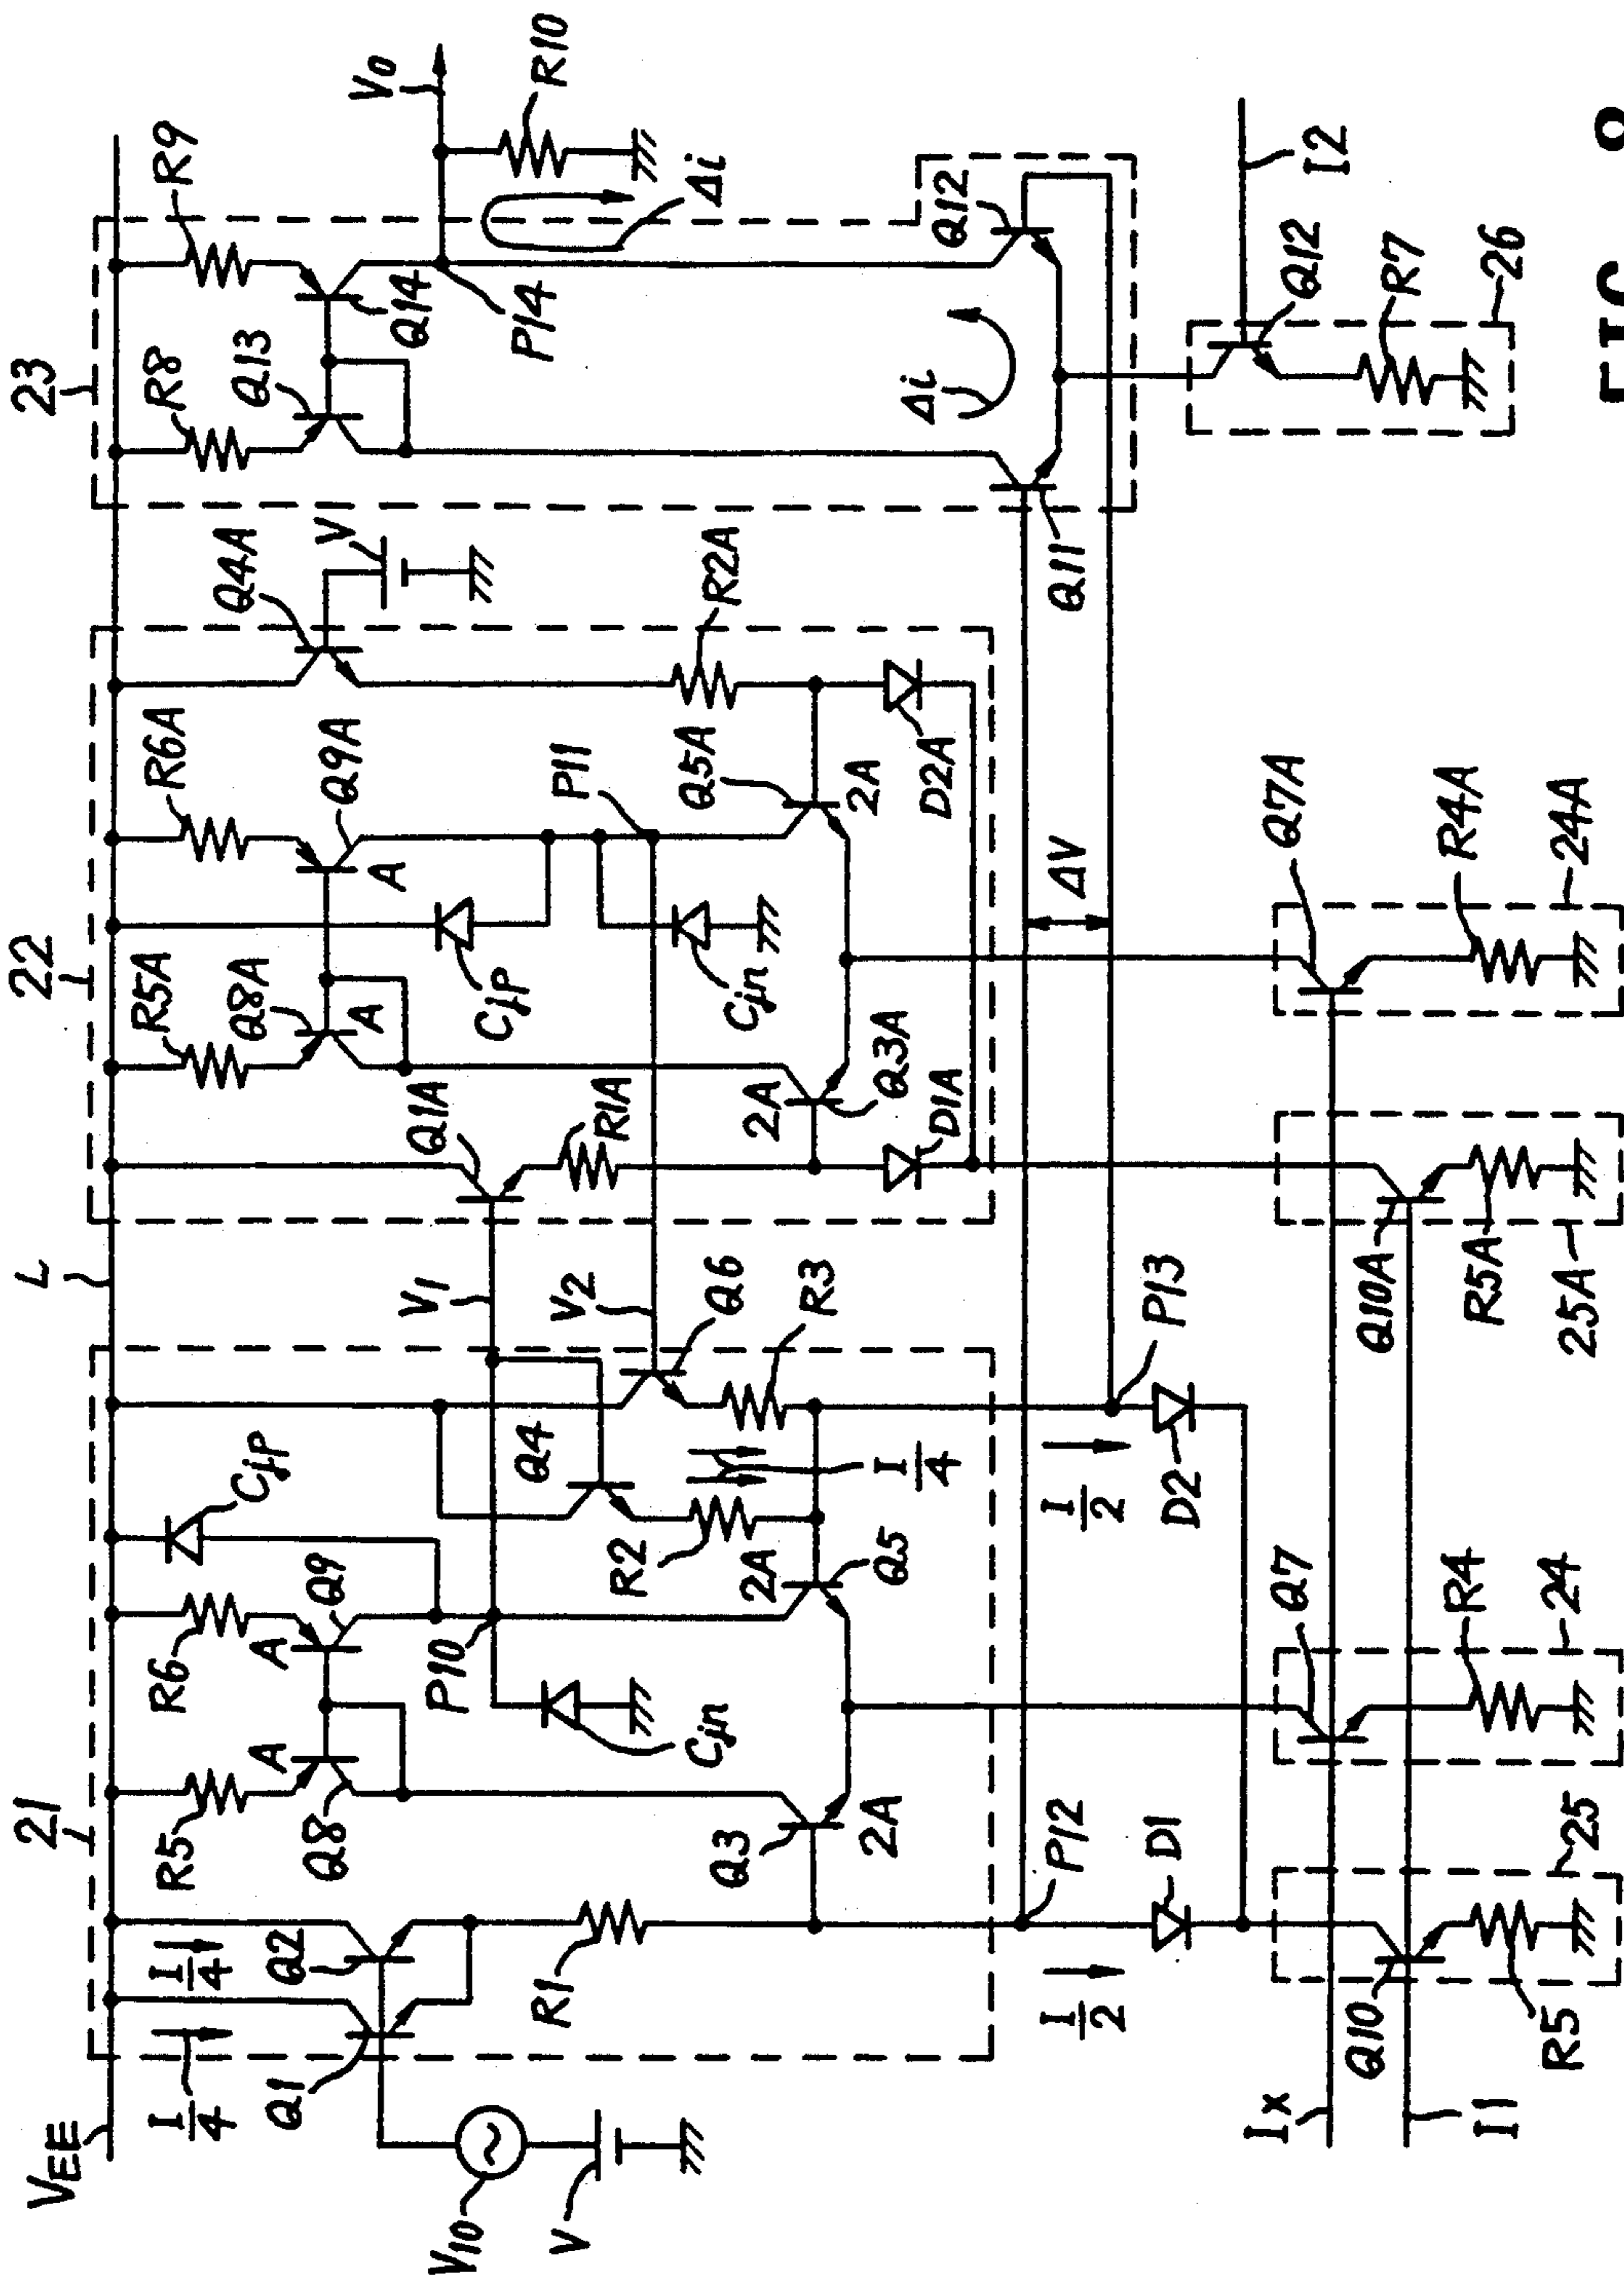 23
22
L
21
VEE
R9
V0
R10
R8
Q13
Q14
P14
Δi
Δi
Q12
Q11
I2
Q12
R7
26
Q4A
V
R2A
R6A
Q9A
A
P11
Q5A
2A
D2A
R5A
Q8A
A
CjP
Cjn
Q1A
R1A
2A
Q3A
D1A
ΔV
Q7A
R4A
24A
Q10A
R5A
25A
V1
V2
Q6
R3
P13
CjP
Q4
R2
I/4
I/2
D2
R6
A
Q9
P10
Cjn
2A
Q5
R5
A
Q8
Q3
2A
Q7
R4
24
I/4
Q2
I/4
Q1
R1
P12
D1
I/2
25
Q10
R5
V10
V
Ix
I1